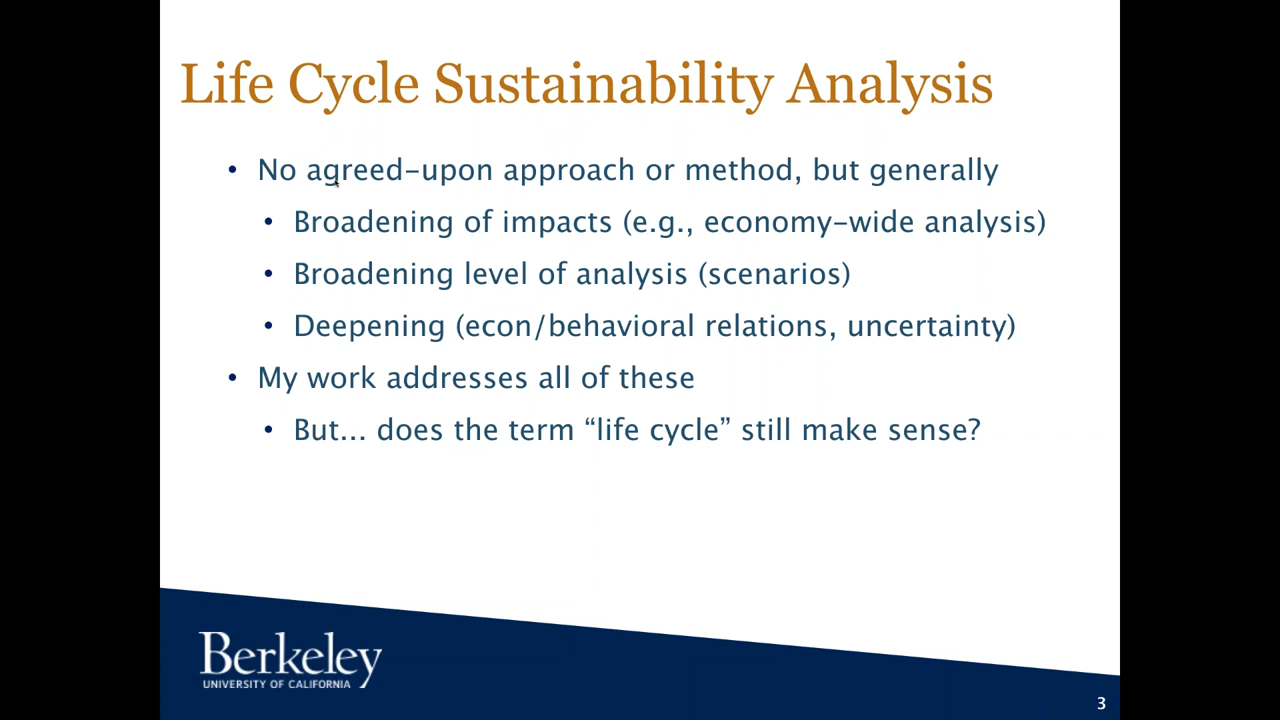 Life Cycle Sustainability Analysis
• No agreed-upon approach or method, but generally
• Broadening of impacts (e.g., economy-wide analysis)
• Broadening level of analysis (scenarios)
• Deepening (econ/behavioral relations, uncertainty)
• My work addresses all of these
• But... does the term “life cycle” still make sense?
Berkeley
UNIVERSITY OF CALIFORNIA
3